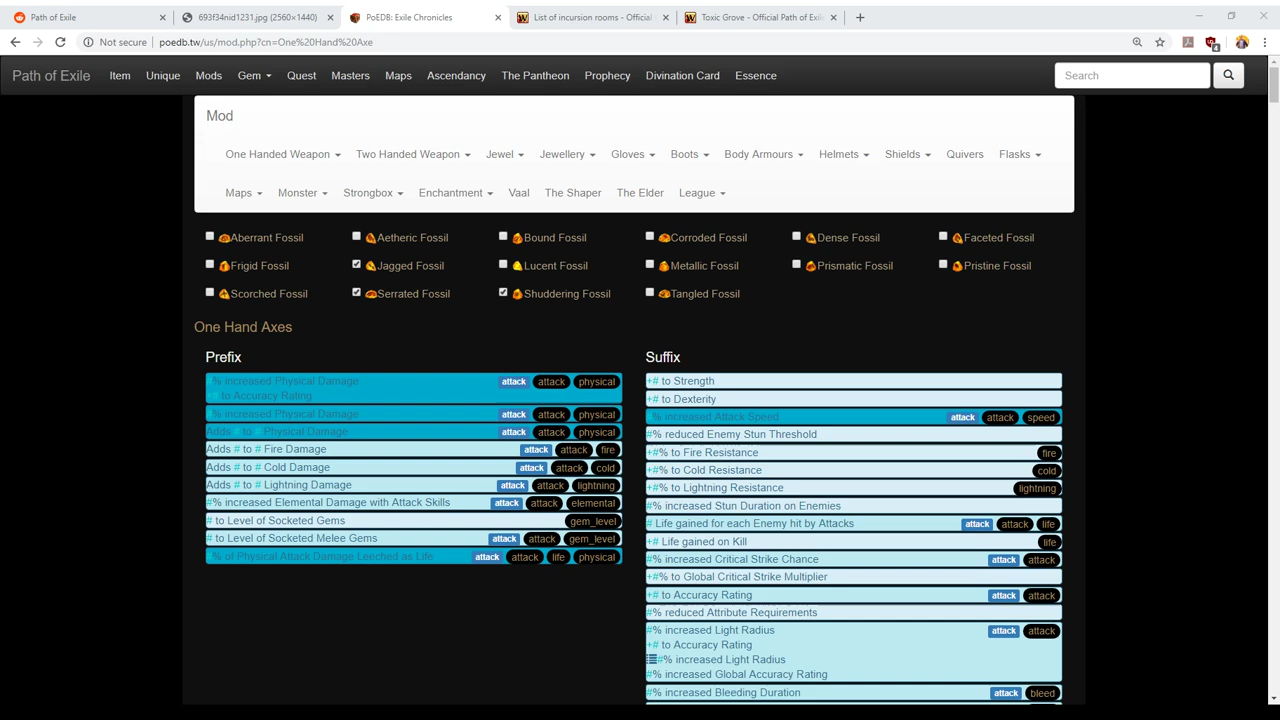 Path of Exile
693f34nid1231.jpg (2560×1440)
PoEDB: Exile Chronicles
List of incursion rooms - Official
Toxic Grove - Official Path of Exile
Not secure
poedb.tw/us/mod.php?cn=One%20Hand%20Axe
4
Path of Exile Item Unique Mods Gem Quest Masters Maps Ascendancy The Pantheon Prophecy Divination Card Essence Search
Mod
One Handed Weapon Two Handed Weapon Jewel Jewellery Gloves Boots Body Armours Helmets Shields Quivers Flasks
Maps Monster Strongbox Enchantment Vaal The Shaper The Elder League
Aberrant Fossil Aetheric Fossil Bound Fossil Corroded Fossil Dense Fossil Faceted Fossil
Frigid Fossil Jagged Fossil Lucent Fossil Metallic Fossil Prismatic Fossil Pristine Fossil
Scorched Fossil Serrated Fossil Shuddering Fossil Tangled Fossil
One Hand Axes
Prefix
#% increased Physical Damage attack attack physical
+# to Accuracy Rating
#% increased Physical Damage attack attack physical
Adds # to # Physical Damage attack attack physical
Adds # to # Fire Damage attack attack fire
Adds # to # Cold Damage attack attack cold
Adds # to # Lightning Damage attack attack lightning
#% increased Elemental Damage with Attack Skills attack attack elemental
# to Level of Socketed Gems gem_level
# to Level of Socketed Melee Gems attack attack gem_level
#% of Physical Attack Damage Leeched as Life attack attack life physical
Suffix
+# to Strength
+# to Dexterity
#% increased Attack Speed attack attack speed
#% reduced Enemy Stun Threshold
+#% to Fire Resistance fire
+#% to Cold Resistance cold
+#% to Lightning Resistance lightning
#% increased Stun Duration on Enemies
# Life gained for each Enemy hit by Attacks attack attack life
+# Life gained on Kill life
#% increased Critical Strike Chance attack attack
+#% to Global Critical Strike Multiplier
+# to Accuracy Rating attack attack
#% reduced Attribute Requirements
#% increased Light Radius attack attack
+# to Accuracy Rating
#% increased Light Radius
#% increased Global Accuracy Rating
#% increased Bleeding Duration attack bleed